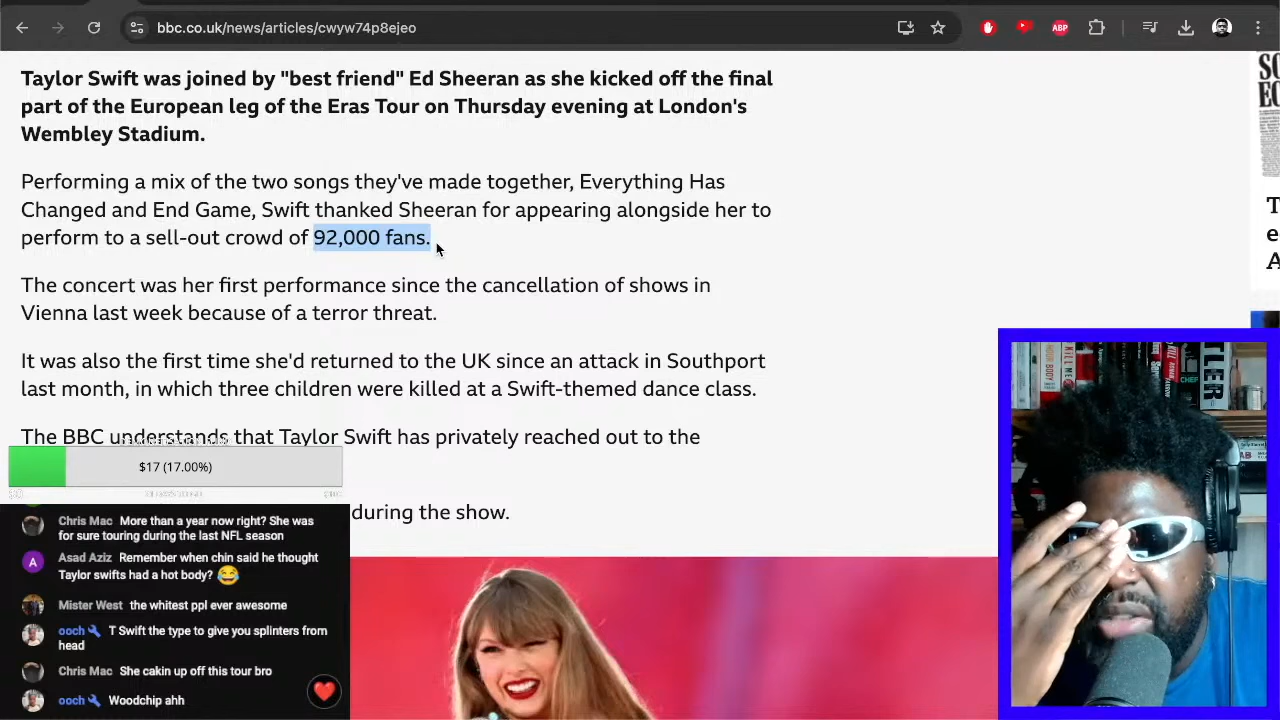 bbc.co.uk/news/articles/cwyw74p8ejeo
ABP
Taylor Swift was joined by "best friend" Ed Sheeran as she kicked off the final
part of the European leg of the Eras Tour on Thursday evening at London's
Wembley Stadium.
Performing a mix of the two songs they've made together, Everything Has
Changed and End Game, Swift thanked Sheeran for appearing alongside her to
perform to a sell-out crowd of 92,000 fans.
The concert was her first performance since the cancellation of shows in
Vienna last week because of a terror threat.
It was also the first time she'd returned to the UK since an attack in Southport
last month, in which three children were killed at a Swift-themed dance class.
The BBC understands that Taylor Swift has privately reached out to the
$17 (17.00%)
during the show.
Chris Mac More than a year now right? She was
for sure touring during the last NFL season
A Asad Aziz Remember when chin said he thought
Taylor swifts had a hot body? 😂
Mister West the whitest ppl ever awesome
ooch T Swift the type to give you splinters from
head
Chris Mac She cakin up off this tour bro
ooch Woodchip ahh
T
e
A
KILL
CHEF